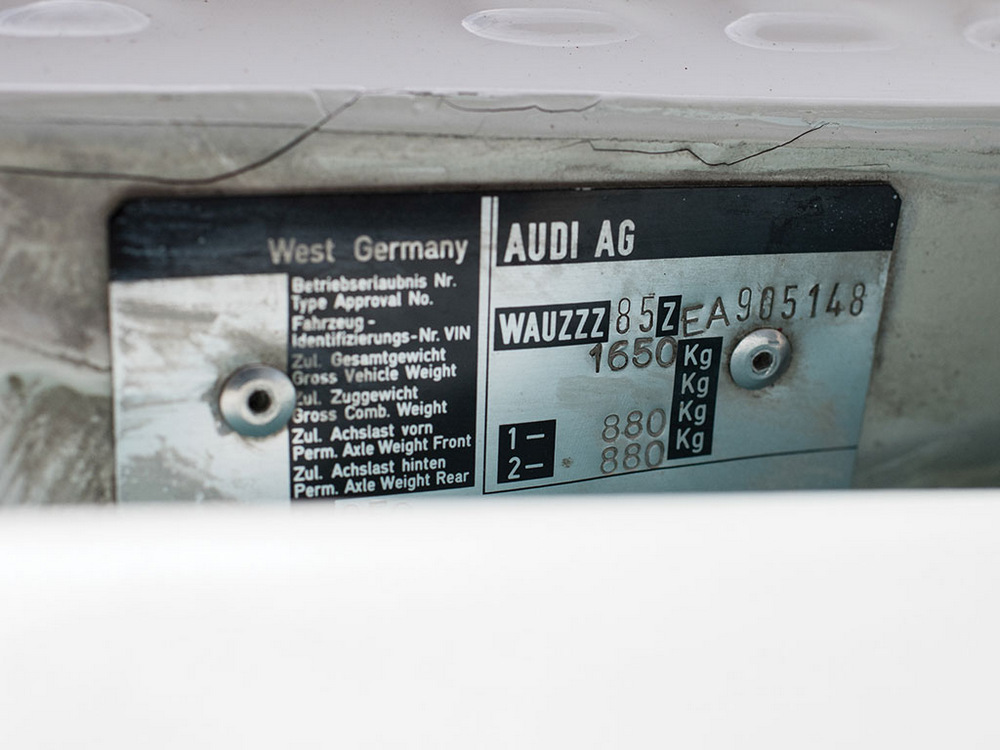 West Germany
Betriebserlaubnis Nr.
Type Approval No.
Fahrzeug-
Identifizierungs-Nr. VIN
Zul. Gesamtgewicht
Gross Vehicle Weight
Zul. Zuggewicht
Gross Comb. Weight
Zul. Achslast vorn
Perm. Axle Weight Front
Zul. Achslast hinten
Perm. Axle Weight Rear
AUDI AG
WAUZZZ85ZEA905148
1650 Kg
Kg
1— 880 Kg
2— 880 Kg